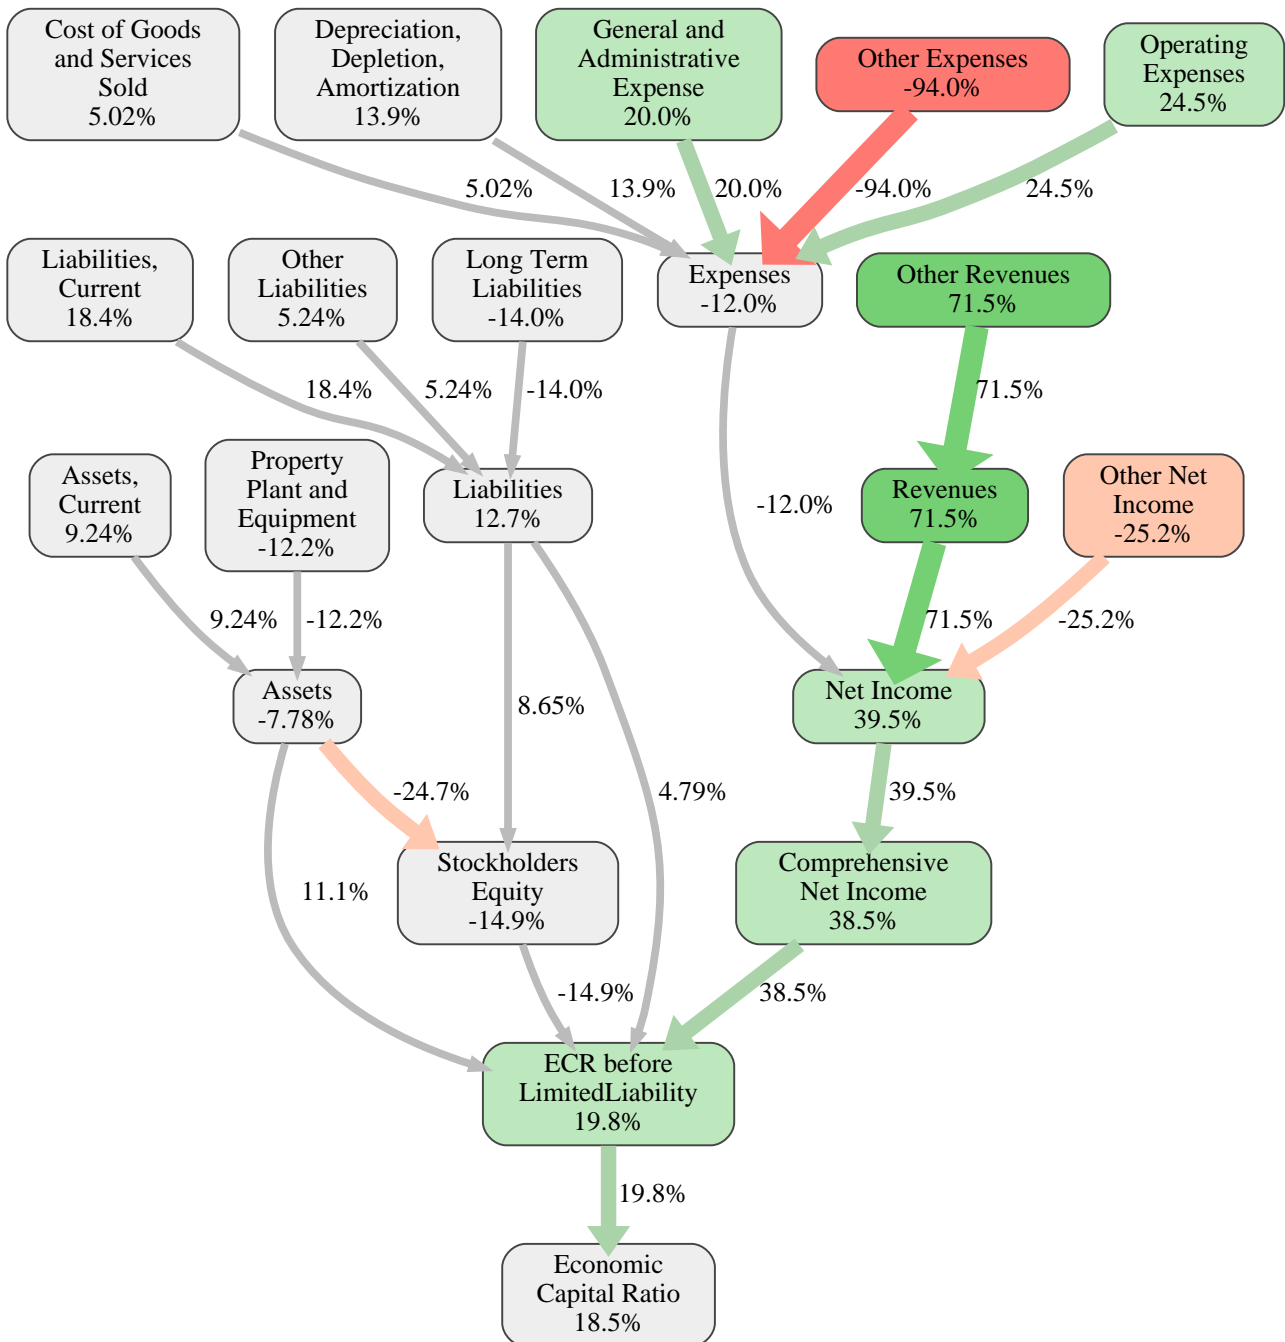 Cost of Goods
and Services
Sold
5.02%
Depreciation,
Depletion,
Amortization
13.9%
General and
Administrative
Expense
20.0%
Other Expenses
-94.0%
Operating
Expenses
24.5%
5.02%
13.9%
20.0%
-94.0%
24.5%
Liabilities,
Current
18.4%
Other
Liabilities
5.24%
Long Term
Liabilities
-14.0%
Expenses
-12.0%
Other Revenues
71.5%
18.4%
5.24%
-14.0%
71.5%
Assets,
Current
9.24%
Property
Plant and
Equipment
-12.2%
Liabilities
12.7%
-12.0%
Revenues
71.5%
Other Net
Income
-25.2%
9.24%
-12.2%
71.5%
-25.2%
Assets
-7.78%
8.65%
Net Income
39.5%
-24.7%
4.79%
39.5%
11.1%
Stockholders
Equity
-14.9%
Comprehensive
Net Income
38.5%
-14.9%
38.5%
ECR before
LimitedLiability
19.8%
19.8%
Economic
Capital Ratio
18.5%